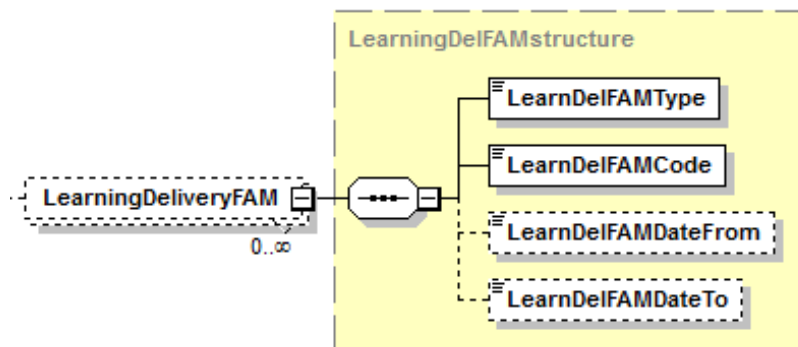 LearningDelFAMstructure
LearnDelFAMType
LearnDelFAMCode
LearningDeliveryFAM
0..∞
LearnDelFAMDateFrom
LearnDelFAMDateTo